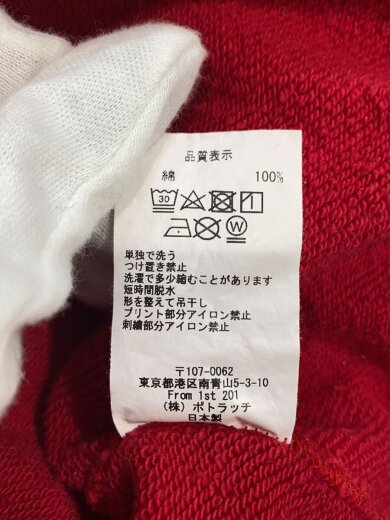 品質表示
綿 100%
30
W
単独で洗う
つけ置き禁止
洗濯で多少縮むことがあります
短時間脱水
形を整えて吊干し
プリント部分アイロン禁止
刺繍部分アイロン禁止
〒107-0062
東京都港区南青山5-3-10
From 1st 201
(株) ポトラッチ
日本製